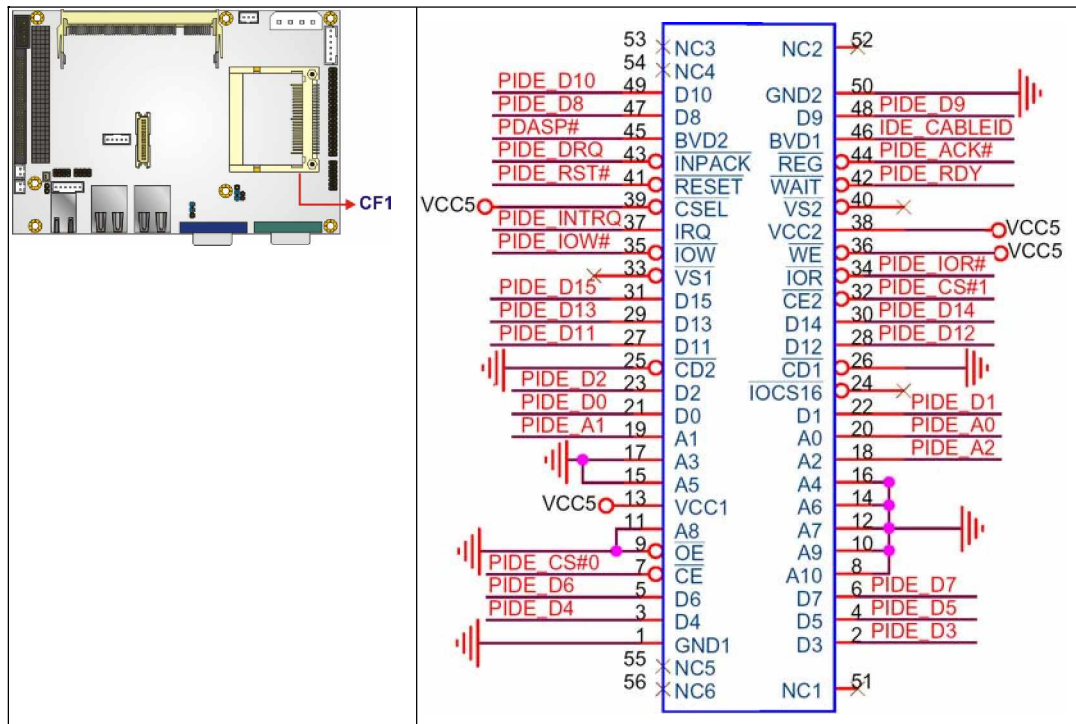 CF1
53 NC3 NC2 52
54 NC4
PIDE_D10 49 D10 GND2 50
PIDE_D8 47 D8 D9 48 PIDE_D9
PDASP# 45 BVD2 BVD1 46 IDE_CABLEID
PIDE_DRQ 43 INPACK REG 44 PIDE_ACK#
PIDE_RST# 41 RESET WAIT 42 PIDE_RDY
VCC5 39 CSEL VS2 40
PIDE_INTRQ 37 IRQ VCC2 38 VCC5
PIDE_IOW# 35 IOW WE 36 VCC5
33 VS1 IOR 34 PIDE_IOR#
PIDE_D15 31 D15 CE2 32 PIDE_CS#1
PIDE_D13 29 D13 D14 30 PIDE_D14
PIDE_D11 27 D11 D12 28 PIDE_D12
25 CD2 CD1 26
PIDE_D2 23 D2 IOCS16 24
PIDE_D0 21 D0 D1 22 PIDE_D1
PIDE_A1 19 A1 A0 20 PIDE_A0
17 A3 A2 18 PIDE_A2
15 A5 A4 16
VCC5 13 VCC1 A6 14
11 A8 A7 12
9 OE A9 10
PIDE_CS#0 7 CE A10 8
PIDE_D6 5 D6 D7 6 PIDE_D7
PIDE_D4 3 D4 D5 4 PIDE_D5
1 GND1 D3 2 PIDE_D3
55 NC5
56 NC6 NC1 51